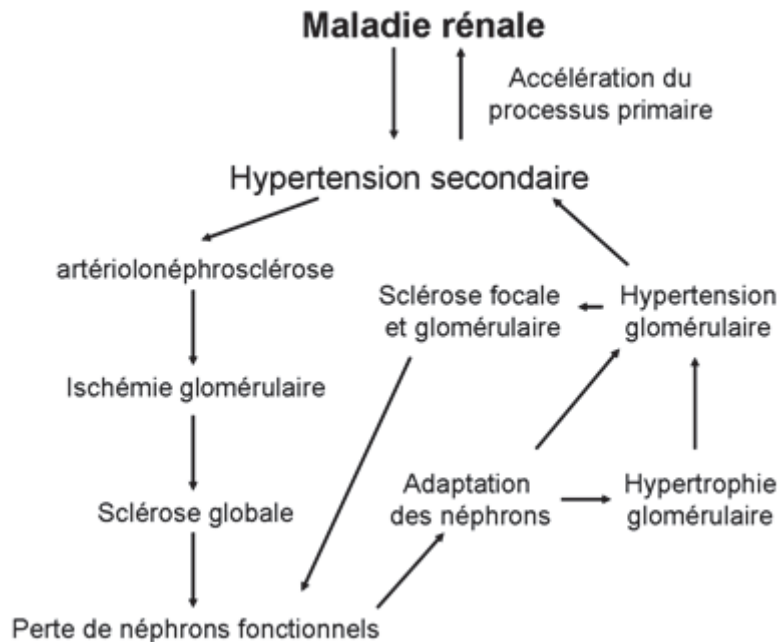 Maladie rénale
Accélération du
processus primaire
Hypertension secondaire
artériolonéphrosclérose
Sclérose focale
et glomérulaire
Hypertension
glomérulaire
Ischémie glomérulaire
Sclérose globale
Adaptation
des néphrons
Hypertrophie
glomérulaire
Perte de néphrons fonctionnels